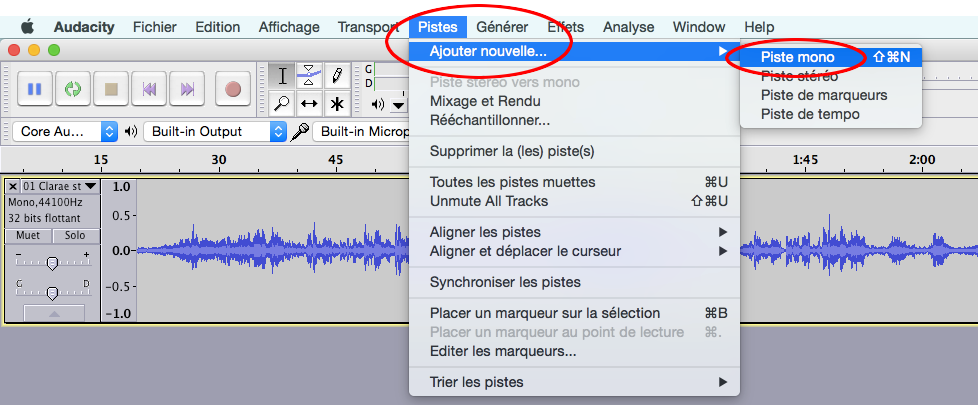 Audacity Fichier Edition Affichage Transport Pistes Générer Effets Analyse Window Help
Ajouter nouvelle...
Piste stéréo vers mono
Mixage et Rendu
Rééchantillonner...
Supprimer la (les) piste(s)
Toutes les pistes muettes ⌘U
Unmute All Tracks ⇧⌘U
Aligner les pistes
Aligner et déplacer le curseur
Synchroniser les pistes
Placer un marqueur sur la sélection ⌘B
Placer un marqueur au point de lecture ⌘.
Editer les marqueurs...
Trier les pistes
Piste mono ⇧⌘N
Piste stéréo
Piste de marqueurs
Piste de tempo
G
D
Core Au... Built-in Output Built-in Microp
15 30 45 1:45 2:00
01 Clarae st
Mono,44100Hz
32 bits flottant
Muet Solo
- +
G D
1.0
0.5
0.0
-0.5
-1.0